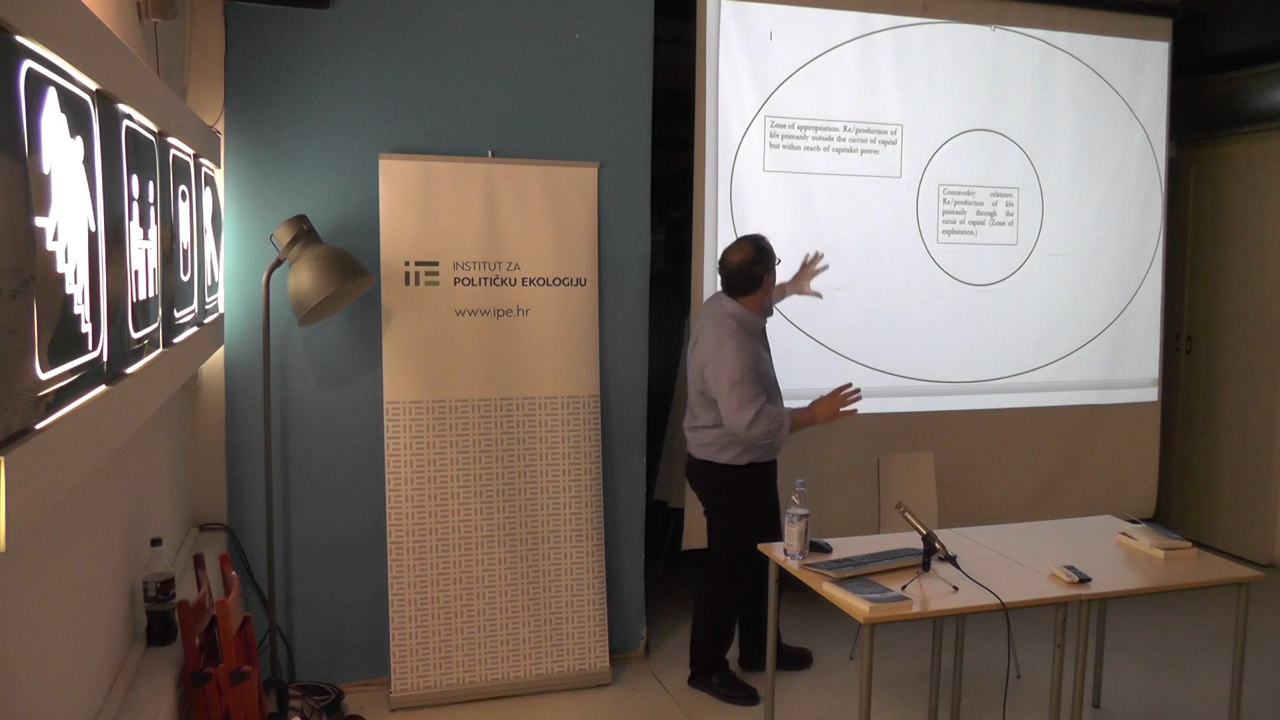 INSTITUT ZA
POLITIČKU EKOLOGIJU
www.ipe.hr
Zone of appropriation. Re/production of
life primarily outside the circuit of capital
but within reach of capitalist power.
Commodity relations.
Re/production of life
primarily through the
circuit of capital. (Zone of
exploitation.)